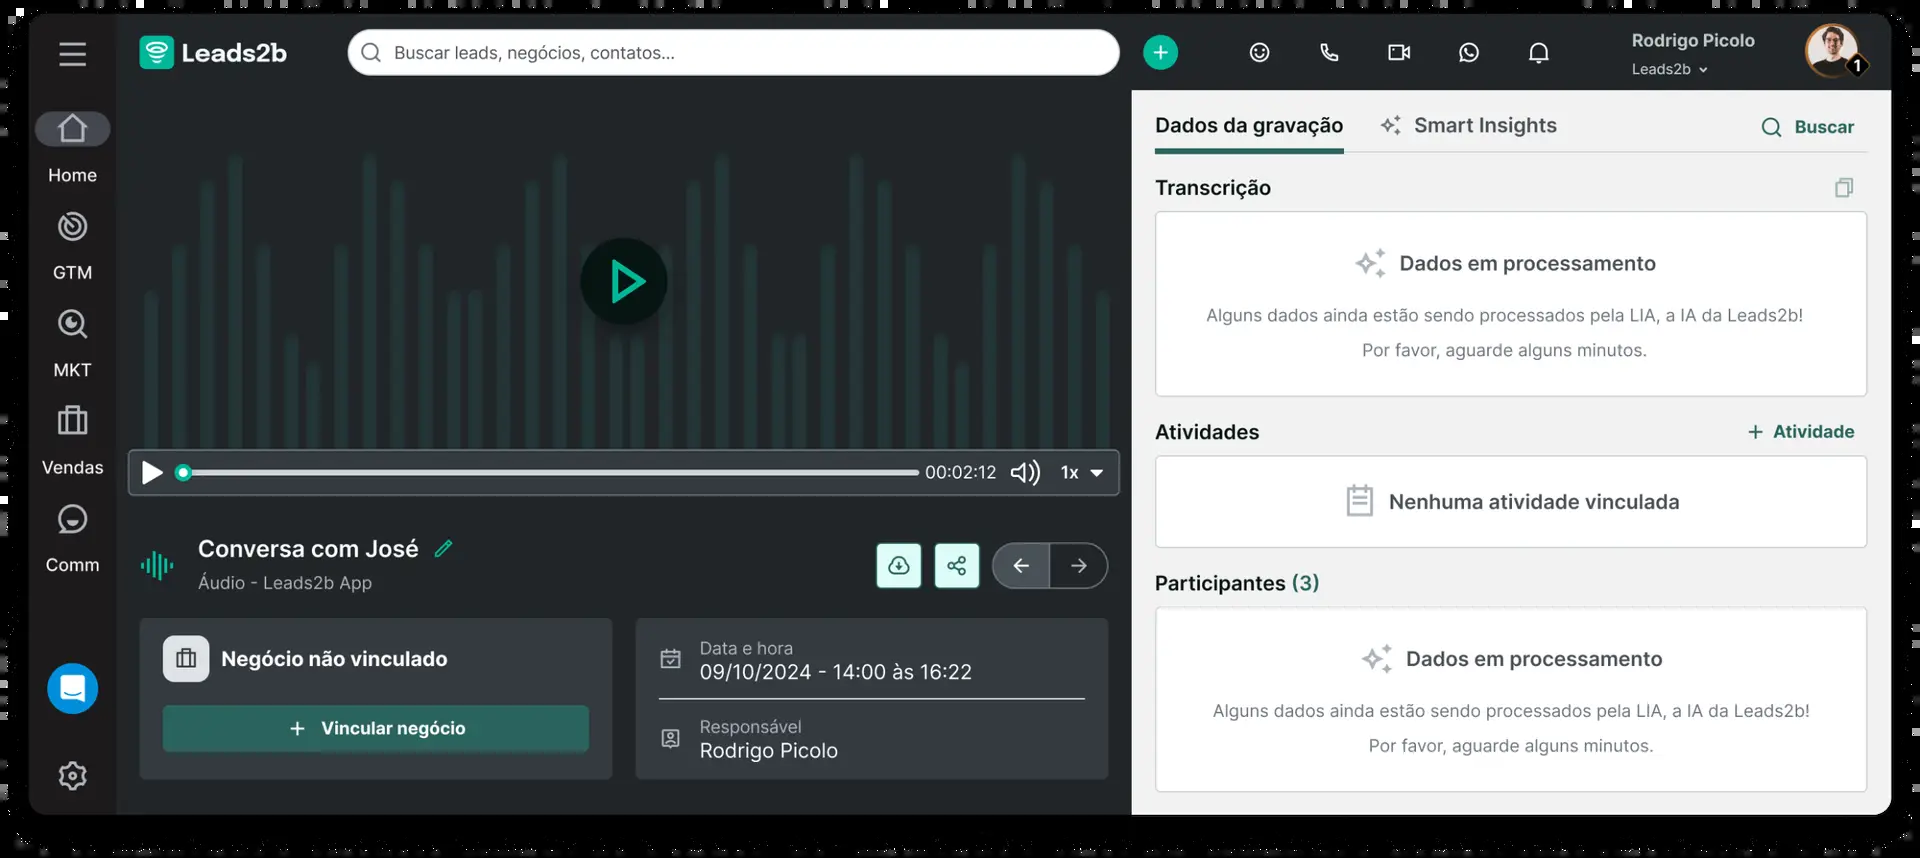 Leads2b
Buscar leads, negócios, contatos...
Rodrigo Picolo
Leads2b
1
Home
GTM
MKT
Vendas
Comm
00:02:12
1x
Conversa com José
Áudio - Leads2b App
Negócio não vinculado
+ Vincular negócio
Data e hora
09/10/2024 - 14:00 às 16:22
Responsável
Rodrigo Picolo
Dados da gravação
Smart Insights
Buscar
Transcrição
Dados em processamento
Alguns dados ainda estão sendo processados pela LIA, a IA da Leads2b!
Por favor, aguarde alguns minutos.
Atividades
+ Atividade
Nenhuma atividade vinculada
Participantes (3)
Dados em processamento
Alguns dados ainda estão sendo processados pela LIA, a IA da Leads2b!
Por favor, aguarde alguns minutos.